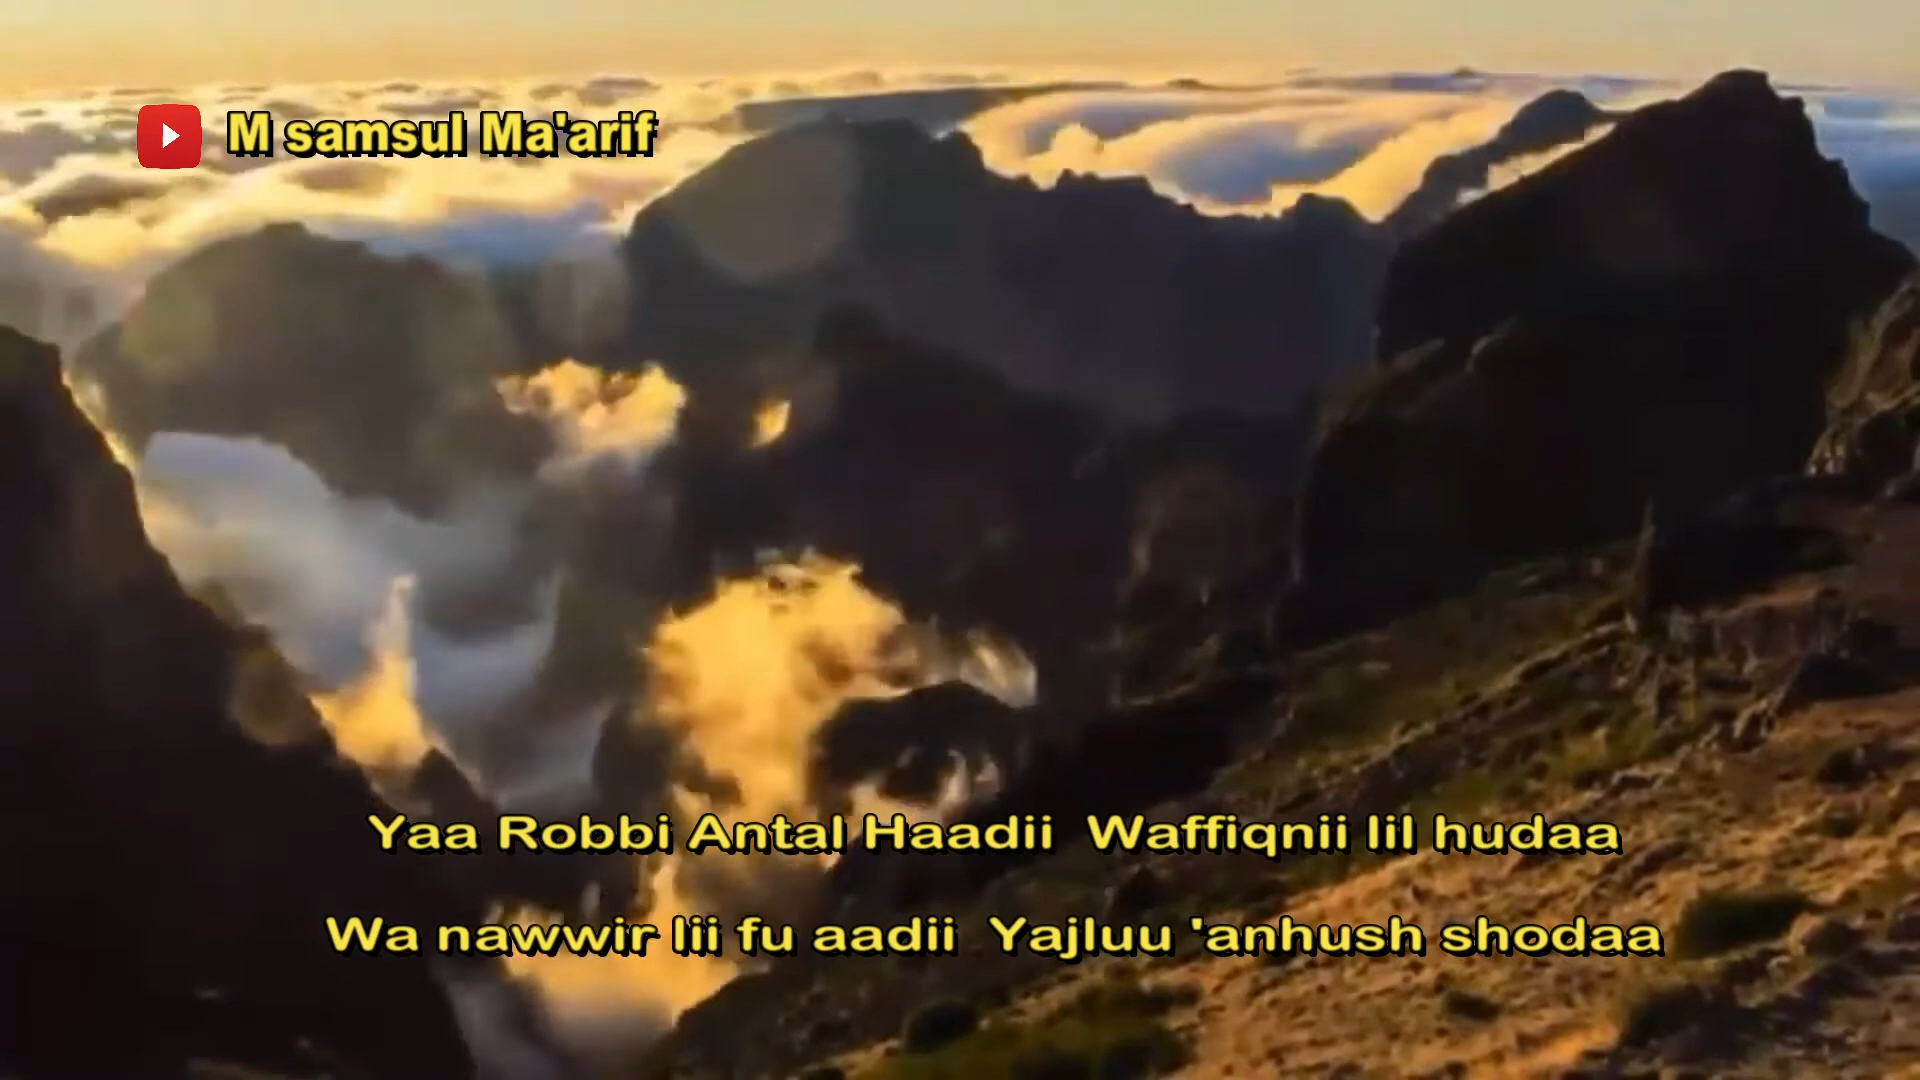 M samsul Ma'arif
Yaa Robbi Antal Haadii  Waffiqnii lil hudaa
Wa nawwir lii fu aadii  Yajluu 'anhush shodaa